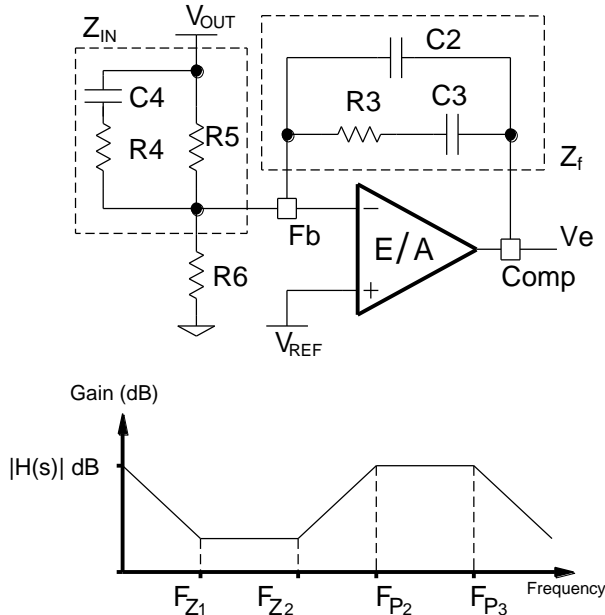 V_OUT
Z_IN
C2
C4
R3
C3
R4
R5
Z_f
Fb
−
E/A
Ve
R6
+
Comp
V_REF
Gain (dB)
|H(s)| dB
F_Z1
F_Z2
F_P2
F_P3
Frequency